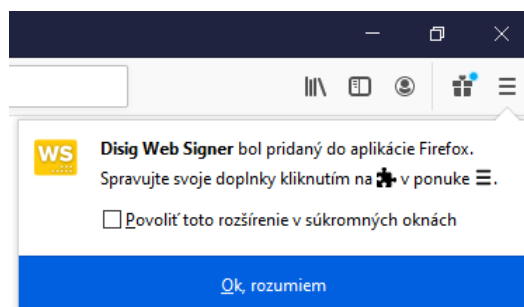 WS
Disig Web Signer bol pridaný do aplikácie Firefox.
Spravujte svoje doplnky kliknutím na v ponuke ☰.
Povoliť toto rozšírenie v súkromných oknách
Ok, rozumiem